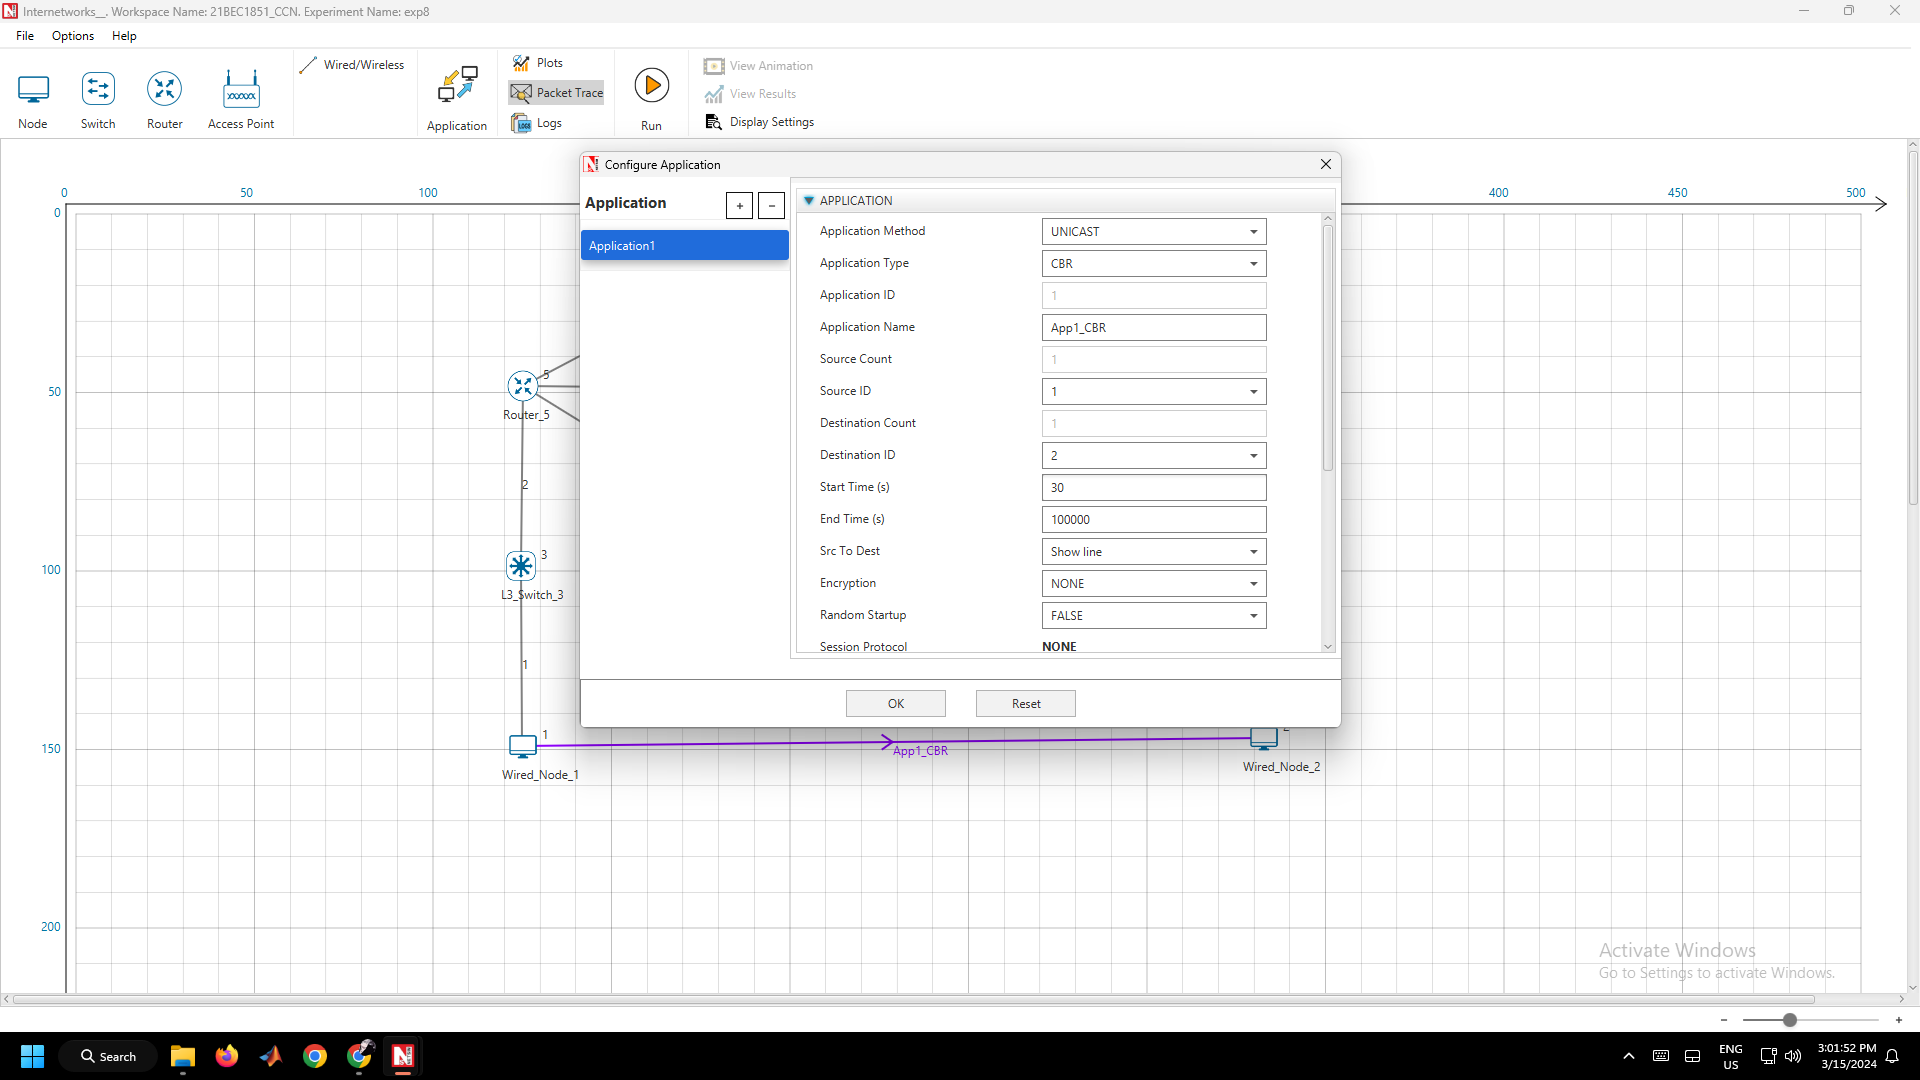 Internetworks__. Workspace Name: 21BEC1851_CCN. Experiment Name: exp8
File Options Help
Node
Switch
Router
Access Point
Wired/Wireless
Application
Plots
Packet Trace
Logs
Run
View Animation
View Results
Display Settings
0 50 100 400 450 500
0
50
100
150
200
Configure Application
Application + -
Application1
APPLICATION
Application Method UNICAST
Application Type CBR
Application ID 1
Application Name App1_CBR
Source Count 1
Source ID 1
Destination Count 1
Destination ID 2
Start Time (s) 30
End Time (s) 100000
Src To Dest Show line
Encryption NONE
Random Startup FALSE
Session Protocol NONE
OK Reset
5
Router_5
2
3
L3_Switch_3
1
1
Wired_Node_1
App1_CBR
Wired_Node_2
Activate Windows
Go to Settings to activate Windows.
Search
ENG
US
3:01:52 PM
3/15/2024